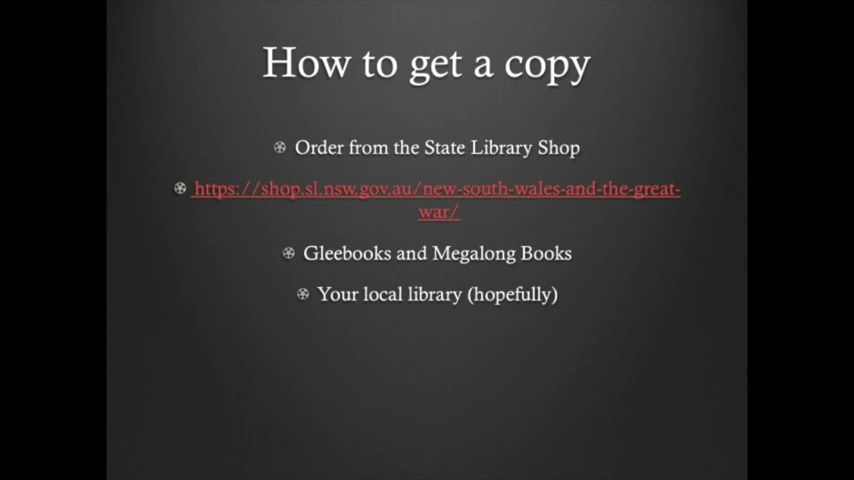 How to get a copy
Order from the State Library Shop
https://shop.sl.nsw.gov.au/new-south-wales-and-the-great-
war/
Gleebooks and Megalong Books
Your local library (hopefully)